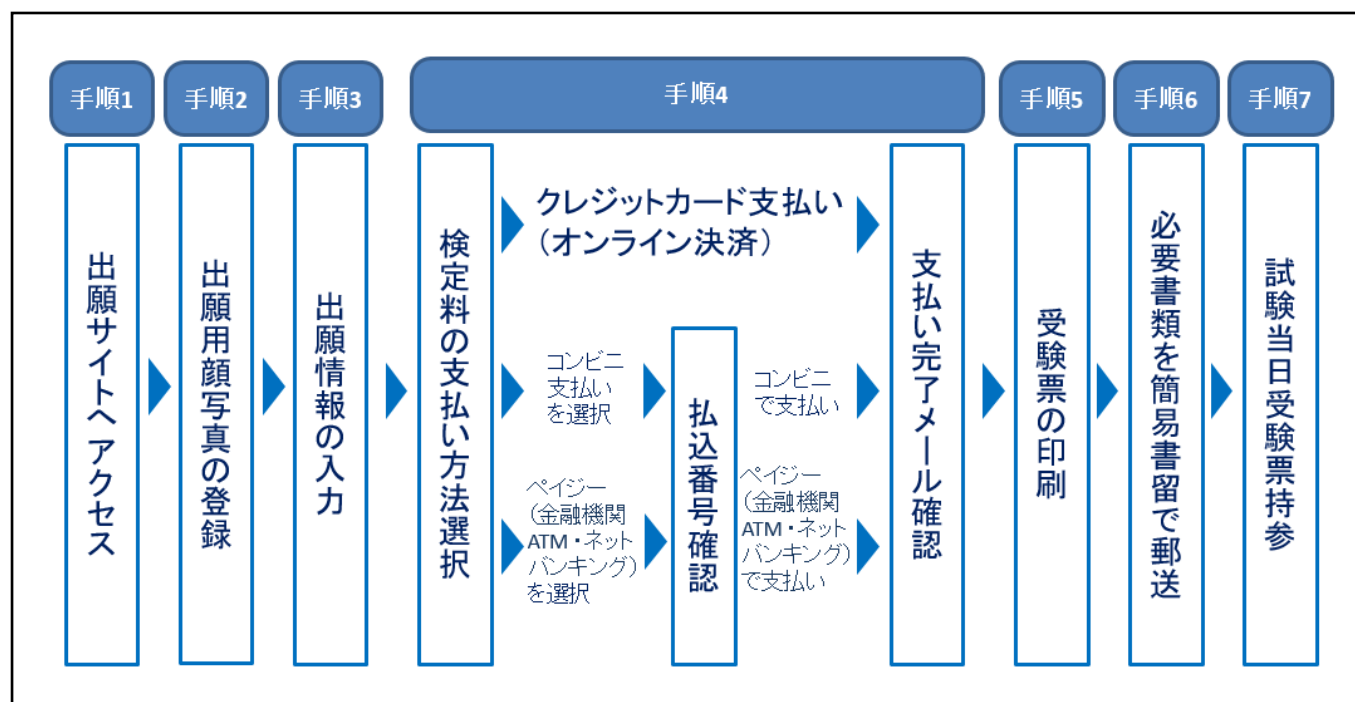 手順1
手順2
手順3
手順4
手順5
手順6
手順7
出願サイトへアクセス
出願用顔写真の登録
出願情報の入力
検定料の支払い方法選択
クレジットカード支払い
（オンライン決済）
コンビニ
支払い
を選択
ペイジー
（金融機関
ATM・ネット
バンキング）
を選択
払込番号確認
コンビニ
で支払い
ペイジー
（金融機関
ATM・ネット
バンキング）
で支払い
支払い完了メール確認
受験票の印刷
必要書類を簡易書留で郵送
試験当日受験票持参